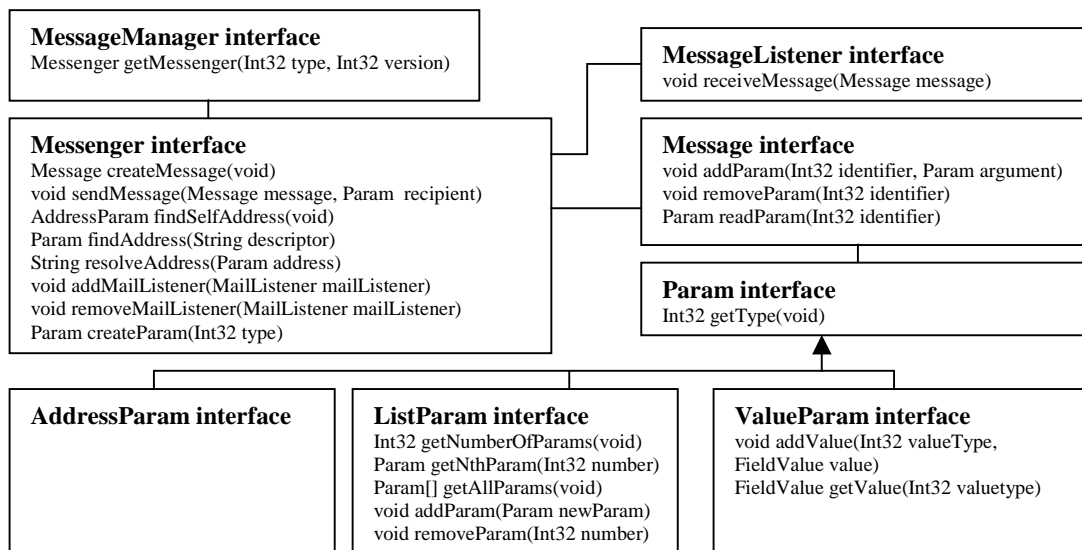 MessageManager interface
Messenger getMessenger(Int32 type, Int32 version)
MessageListener interface
void receiveMessage(Message message)
Messenger interface
Message createMessage(void)
void sendMessage(Message message, Param recipient)
AddressParam findSelfAddress(void)
Param findAddress(String descriptor)
String resolveAddress(Param address)
void addMailListener(MailListener mailListener)
void removeMailListener(MailListener mailListener)
Param createParam(Int32 type)
Message interface
void addParam(Int32 identifier, Param argument)
void removeParam(Int32 identifier)
Param readParam(Int32 identifier)
Param interface
Int32 getType(void)
AddressParam interface
ListParam interface
Int32 getNumberOfParams(void)
Param getNthParam(Int32 number)
Param[] getAllParams(void)
void addParam(Param newParam)
void removeParam(Int32 number)
ValueParam interface
void addValue(Int32 valueType,
FieldValue value)
FieldValue getValue(Int32 valuetype)